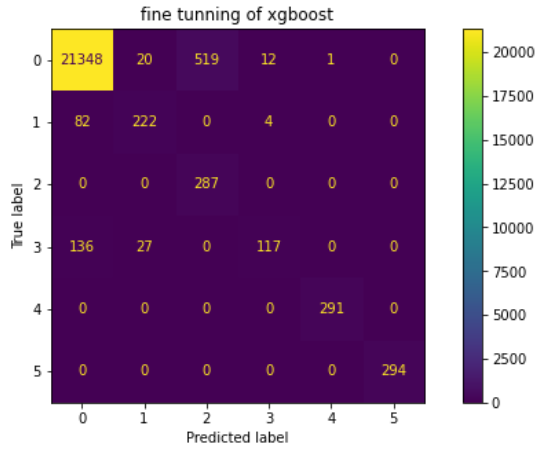 fine tunning of xgboost
0 21348 20 519 12 1 0
1 82 222 0 4 0 0
2 0 0 287 0 0 0
3 136 27 0 117 0 0
4 0 0 0 0 291 0
5 0 0 0 0 0 294
0 1 2 3 4 5
True label
Predicted label
20000
17500
15000
12500
10000
7500
5000
2500
0